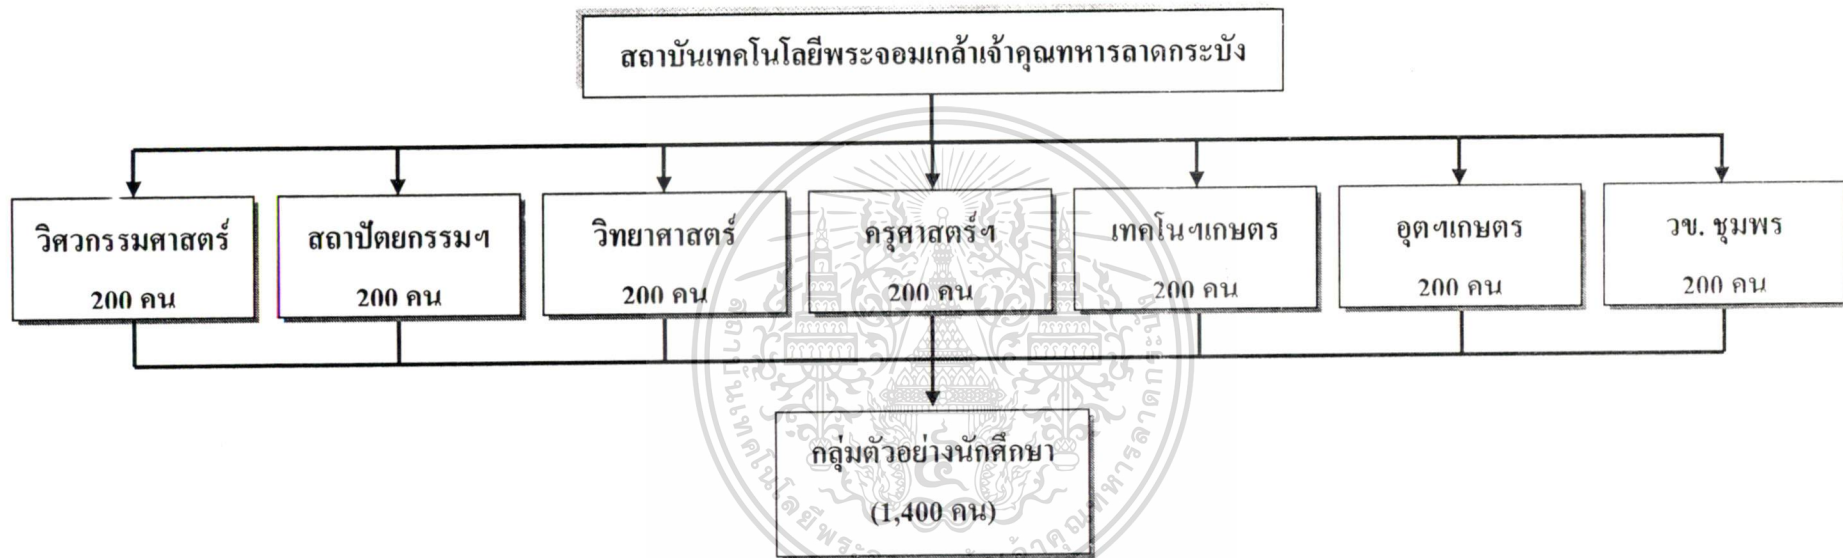 สถาบันเทคโนโลยีพระจอมเกล้าเจ้าคุณทหารลาดกระบัง
วิศวกรรมศาสตร์
200 คน
สถาปัตยกรรมฯ
200 คน
วิทยาศาสตร์
200 คน
ครุศาสตร์ฯ
200 คน
เทคโนฯเกษตร
200 คน
อุตฯเกษตร
200 คน
วข. ชุมพร
200 คน
กลุ่มตัวอย่างนักศึกษา
(1,400 คน)